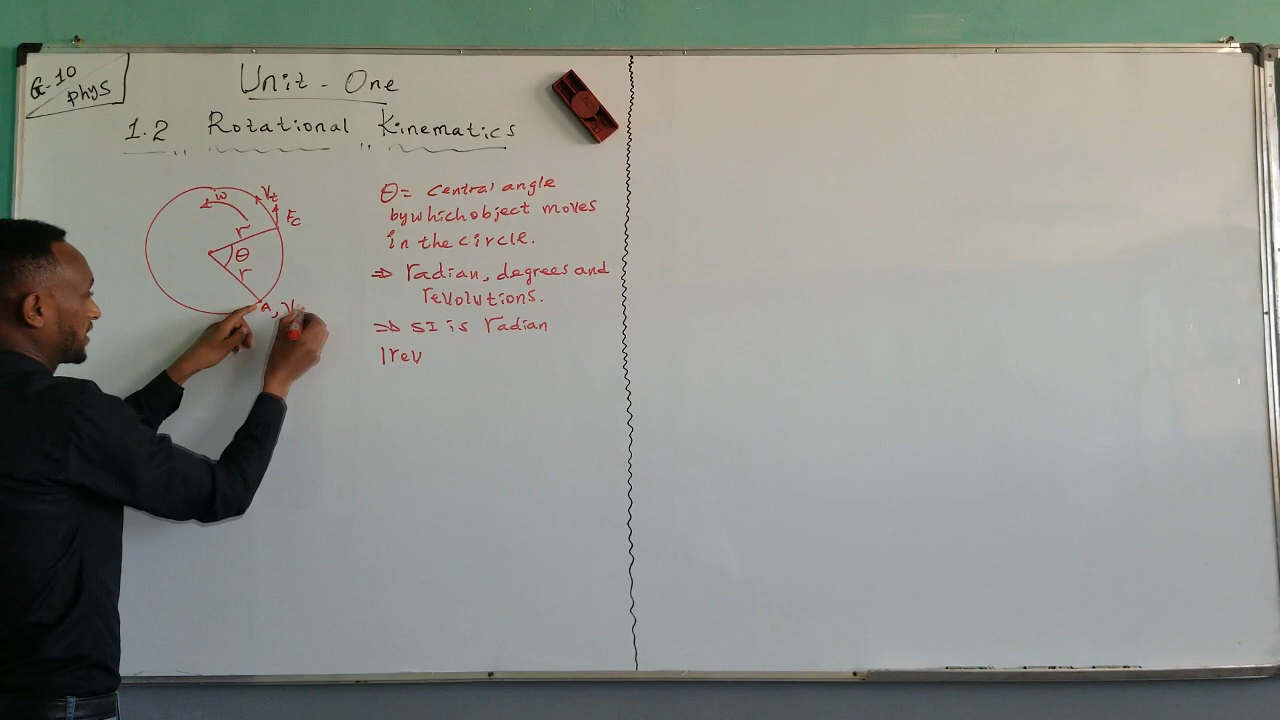 G-10
phys
Unit - One
1.2 Rotational Kinematics
ω
Vt
Fc
r
θ
r
A, V
θ = central angle
by which object moves
in the circle.
⇒ radian, degrees and
revolutions.
⇒ SI is radian
1rev